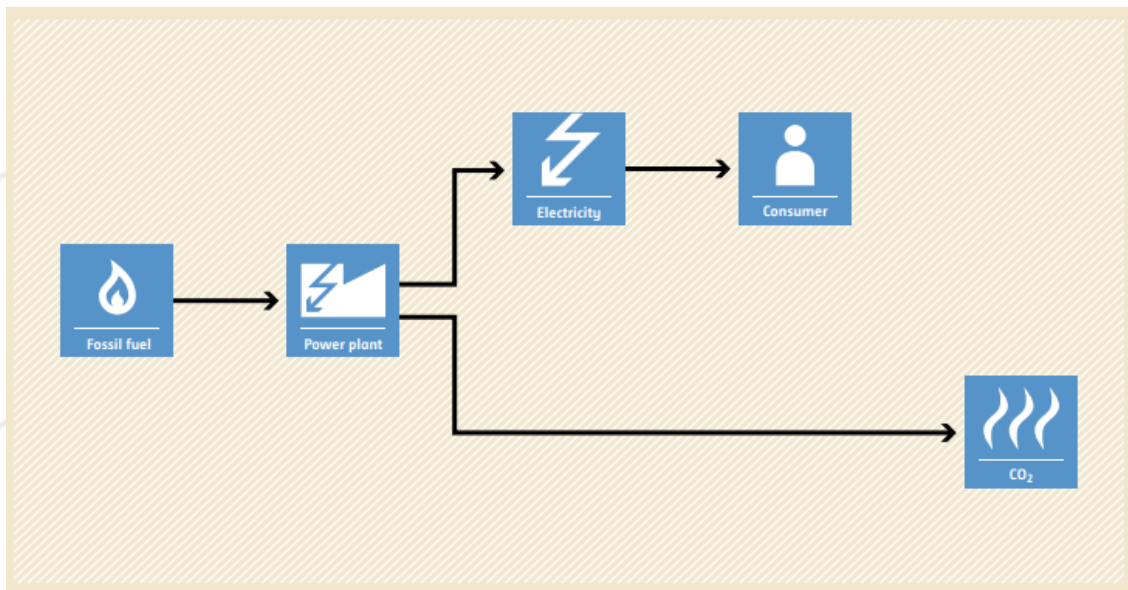 Electricity
Consumer
Fossil fuel
Power plant
CO₂